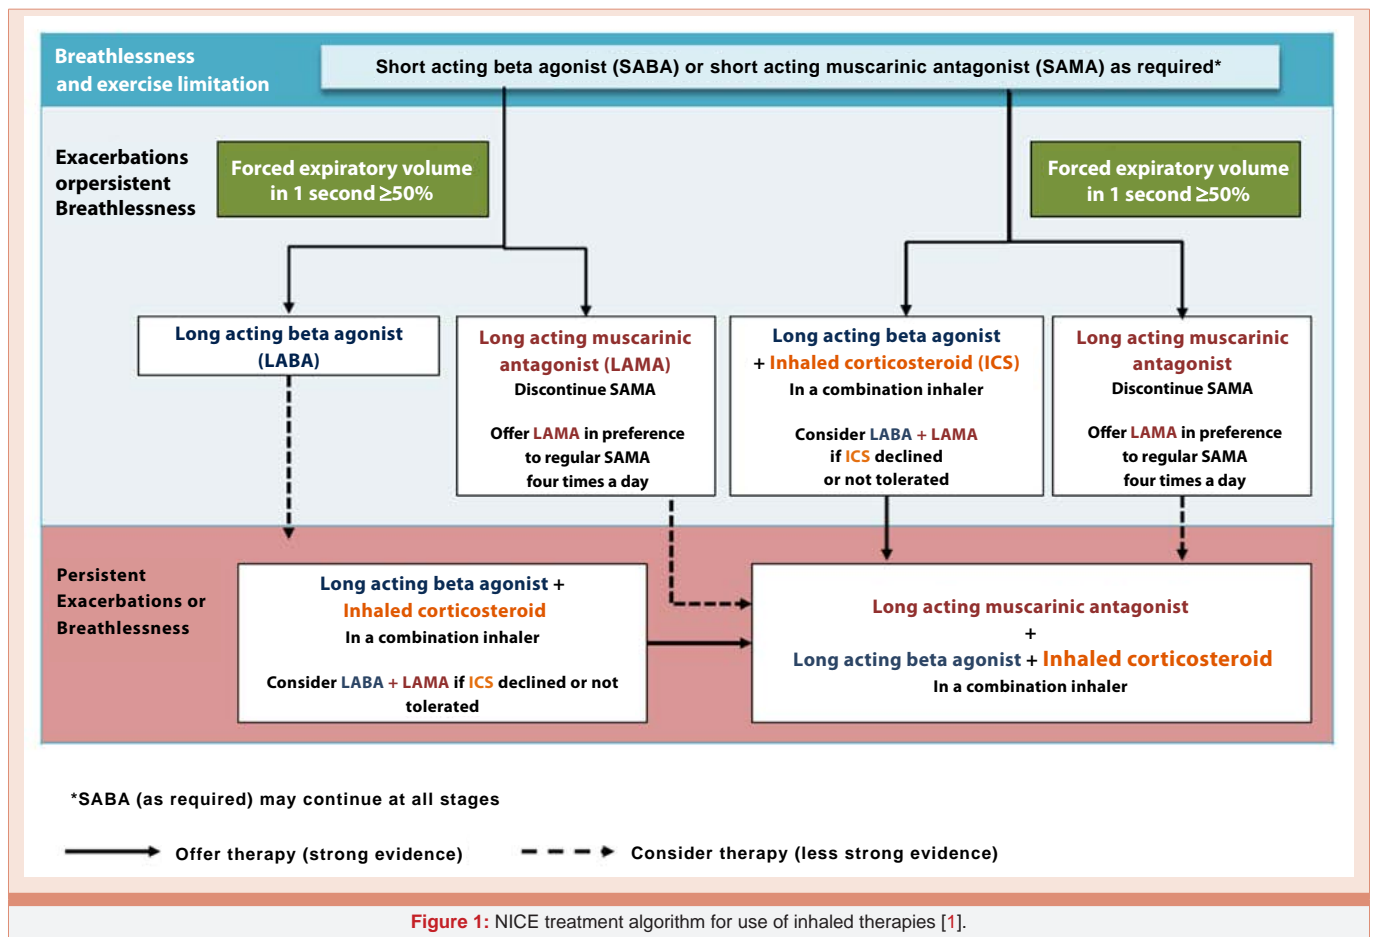 Breathlessness
and exercise limitation
Short acting beta agonist (SABA) or short acting muscarinic antagonist (SAMA) as required*
Exacerbations
orpersistent
Breathlessness
Forced expiratory volume
in 1 second ≥50%
Forced expiratory volume
in 1 second ≥50%
Long acting beta agonist
(LABA)
Long acting muscarinic
antagonist (LAMA)
Discontinue SAMA
Offer LAMA in preference
to regular SAMA
four times a day
Long acting beta agonist
+ Inhaled corticosteroid (ICS)
In a combination inhaler
Consider LABA + LAMA
if ICS declined
or not tolerated
Long acting muscarinic
antagonist
Discontinue SAMA
Offer LAMA in preference
to regular SAMA
four times a day
Persistent
Exacerbations or
Breathlessness
Long acting beta agonist +
Inhaled corticosteroid
In a combination inhaler
Consider LABA + LAMA if ICS declined or not
tolerated
Long acting muscarinic antagonist
+
Long acting beta agonist + Inhaled corticosteroid
In a combination inhaler
*SABA (as required) may continue at all stages
Offer therapy (strong evidence)
Consider therapy (less strong evidence)
Figure 1: NICE treatment algorithm for use of inhaled therapies [1].